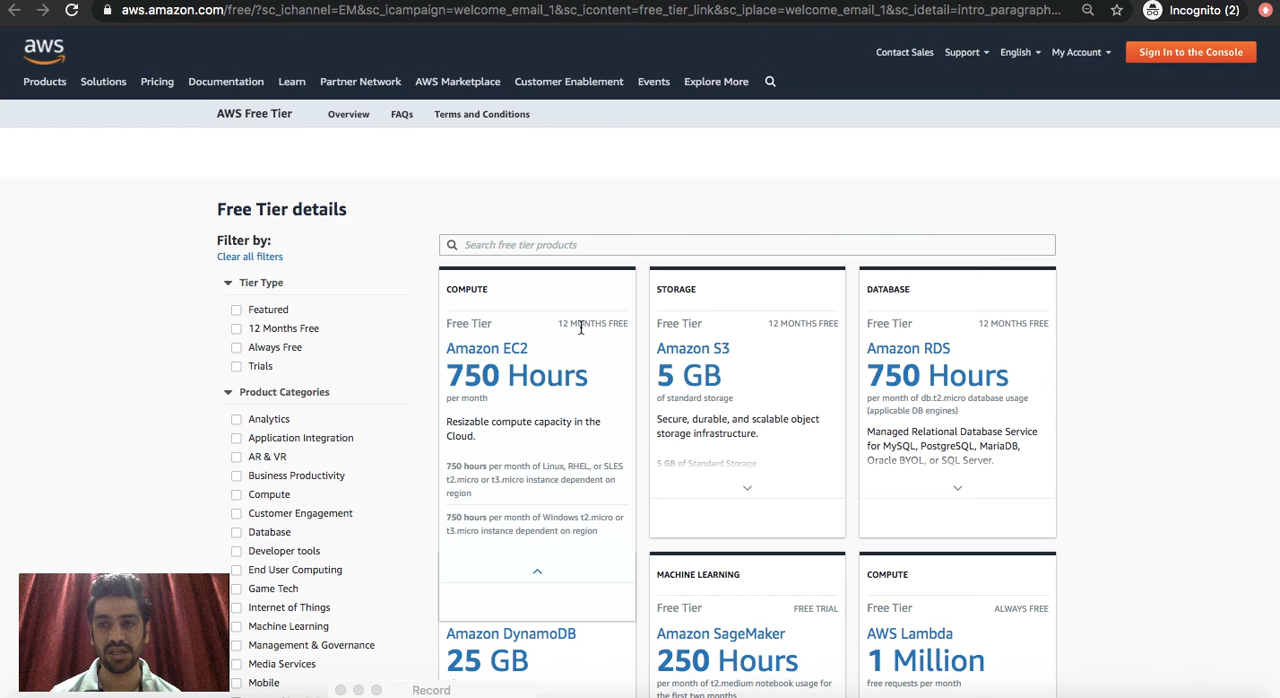 aws.amazon.com/free/?sc_ichannel=EM&sc_icampaign=welcome_email_1&sc_icontent=free_tier_link&sc_iplace=welcome_email_1&sc_idetail=intro_paragraph...
Incognito (2)
aws
Contact Sales Support English My Account Sign In to the Console
Products Solutions Pricing Documentation Learn Partner Network AWS Marketplace Customer Enablement Events Explore More
AWS Free Tier Overview FAQs Terms and Conditions
Free Tier details
Filter by:
Clear all filters
Tier Type
Featured
12 Months Free
Always Free
Trials
Product Categories
Analytics
Application Integration
AR & VR
Business Productivity
Compute
Customer Engagement
Database
Developer tools
End User Computing
Game Tech
Internet of Things
Machine Learning
Management & Governance
Media Services
Mobile
Search free tier products
COMPUTE
Free Tier 12 MONTHS FREE
Amazon EC2
750 Hours
per month
Resizable compute capacity in the
Cloud.
750 hours per month of Linux, RHEL, or SLES
t2.micro or t3.micro instance dependent on
region
750 hours per month of Windows t2.micro or
t3.micro instance dependent on region
Amazon DynamoDB
25 GB
STORAGE
Free Tier 12 MONTHS FREE
Amazon S3
5 GB
of standard storage
Secure, durable, and scalable object
storage infrastructure.
5 GB of Standard Storage
DATABASE
Free Tier 12 MONTHS FREE
Amazon RDS
750 Hours
per month of db.t2.micro database usage
(applicable DB engines)
Managed Relational Database Service
for MySQL, PostgreSQL, MariaDB,
Oracle BYOL, or SQL Server.
MACHINE LEARNING
Free Tier FREE TRIAL
Amazon SageMaker
250 Hours
per month of t2.medium notebook usage for
the first two months
COMPUTE
Free Tier ALWAYS FREE
AWS Lambda
1 Million
free requests per month
Record